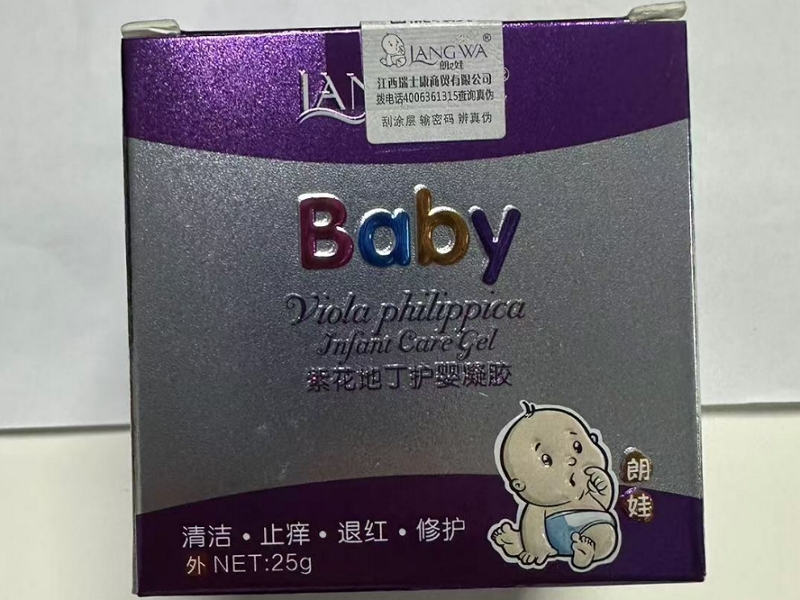 LANGWA®
朗娃
江西瑞士康商贸有限公司
拨电话4006361315查询真伪
刮涂层 输密码 辨真伪
LAN
Baby
Viola philippica
Infant Care Gel
紫花地丁护婴凝胶
朗
娃
清洁·止痒·退红·修护
外 NET:25g